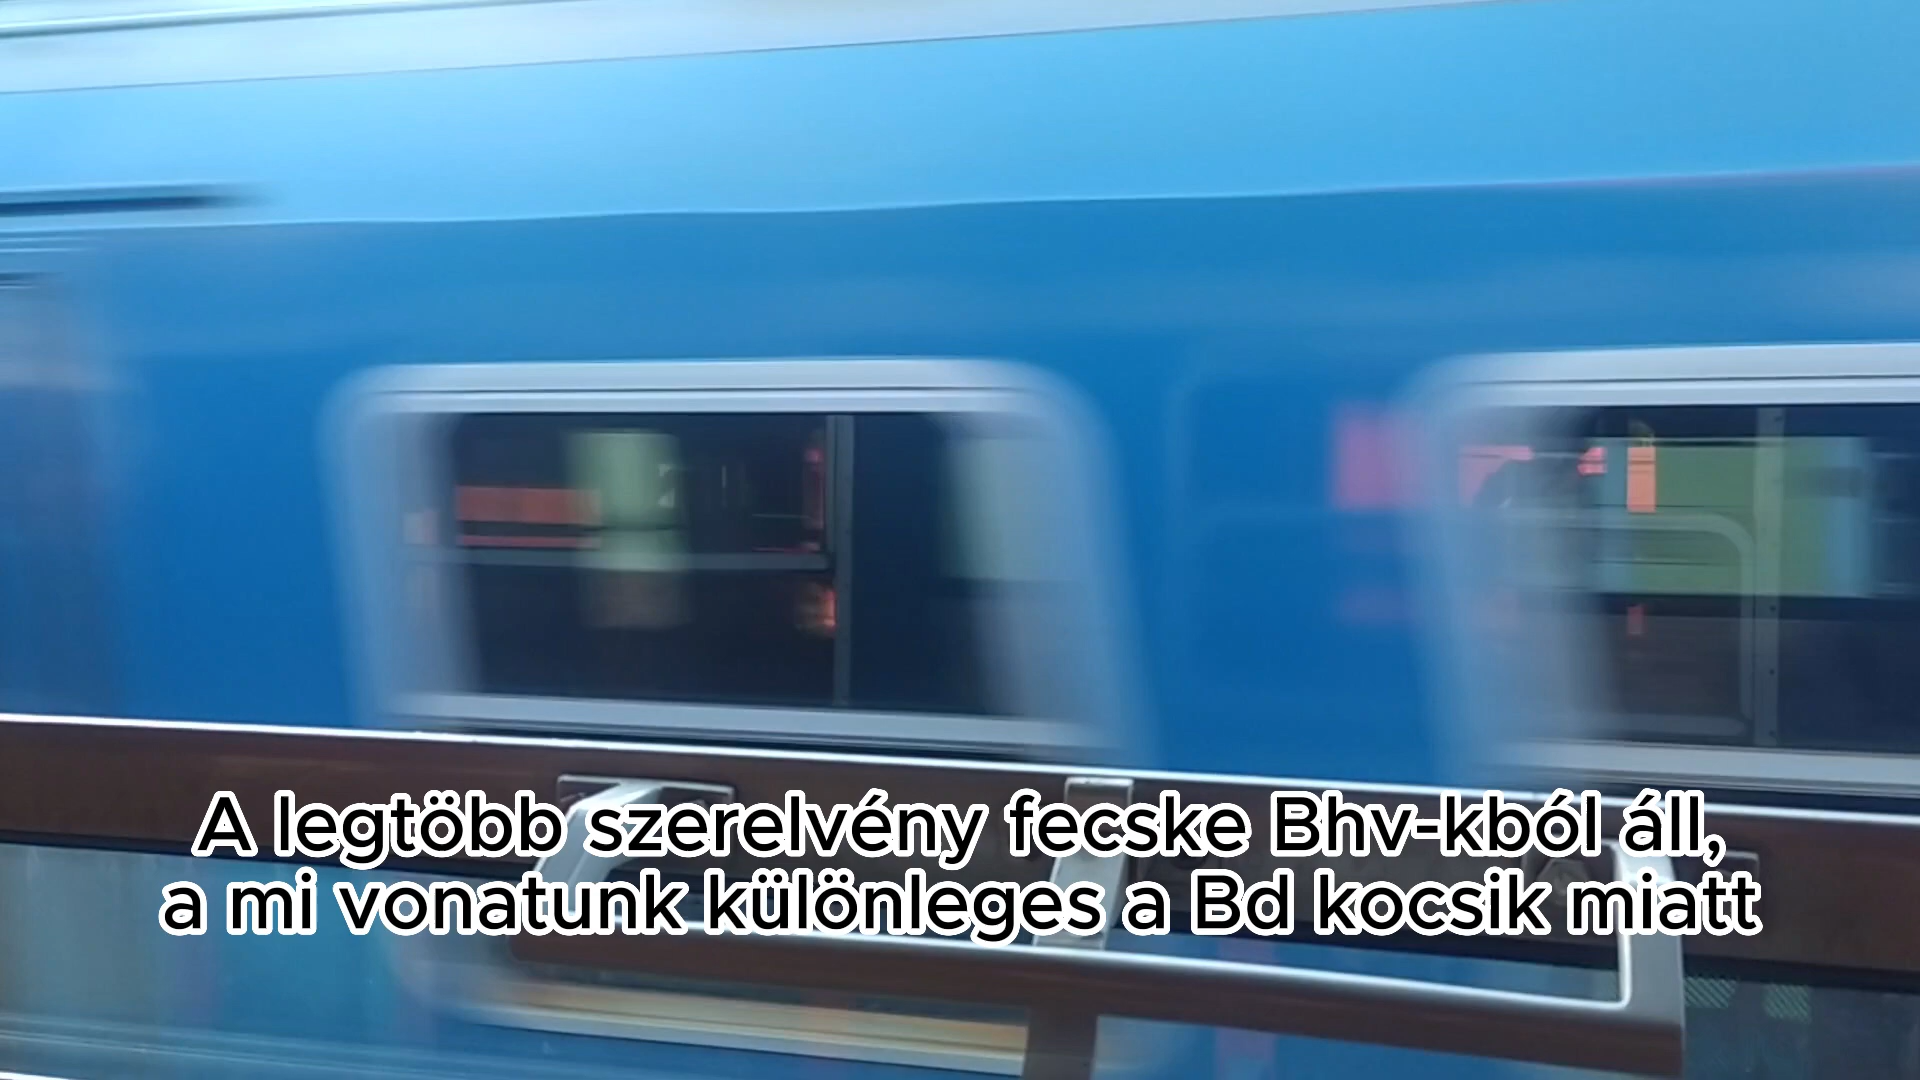 A legtöbb szerelvény fecske Bhv-kból áll,
a mi vonatunk különleges a Bd kocsik miatt